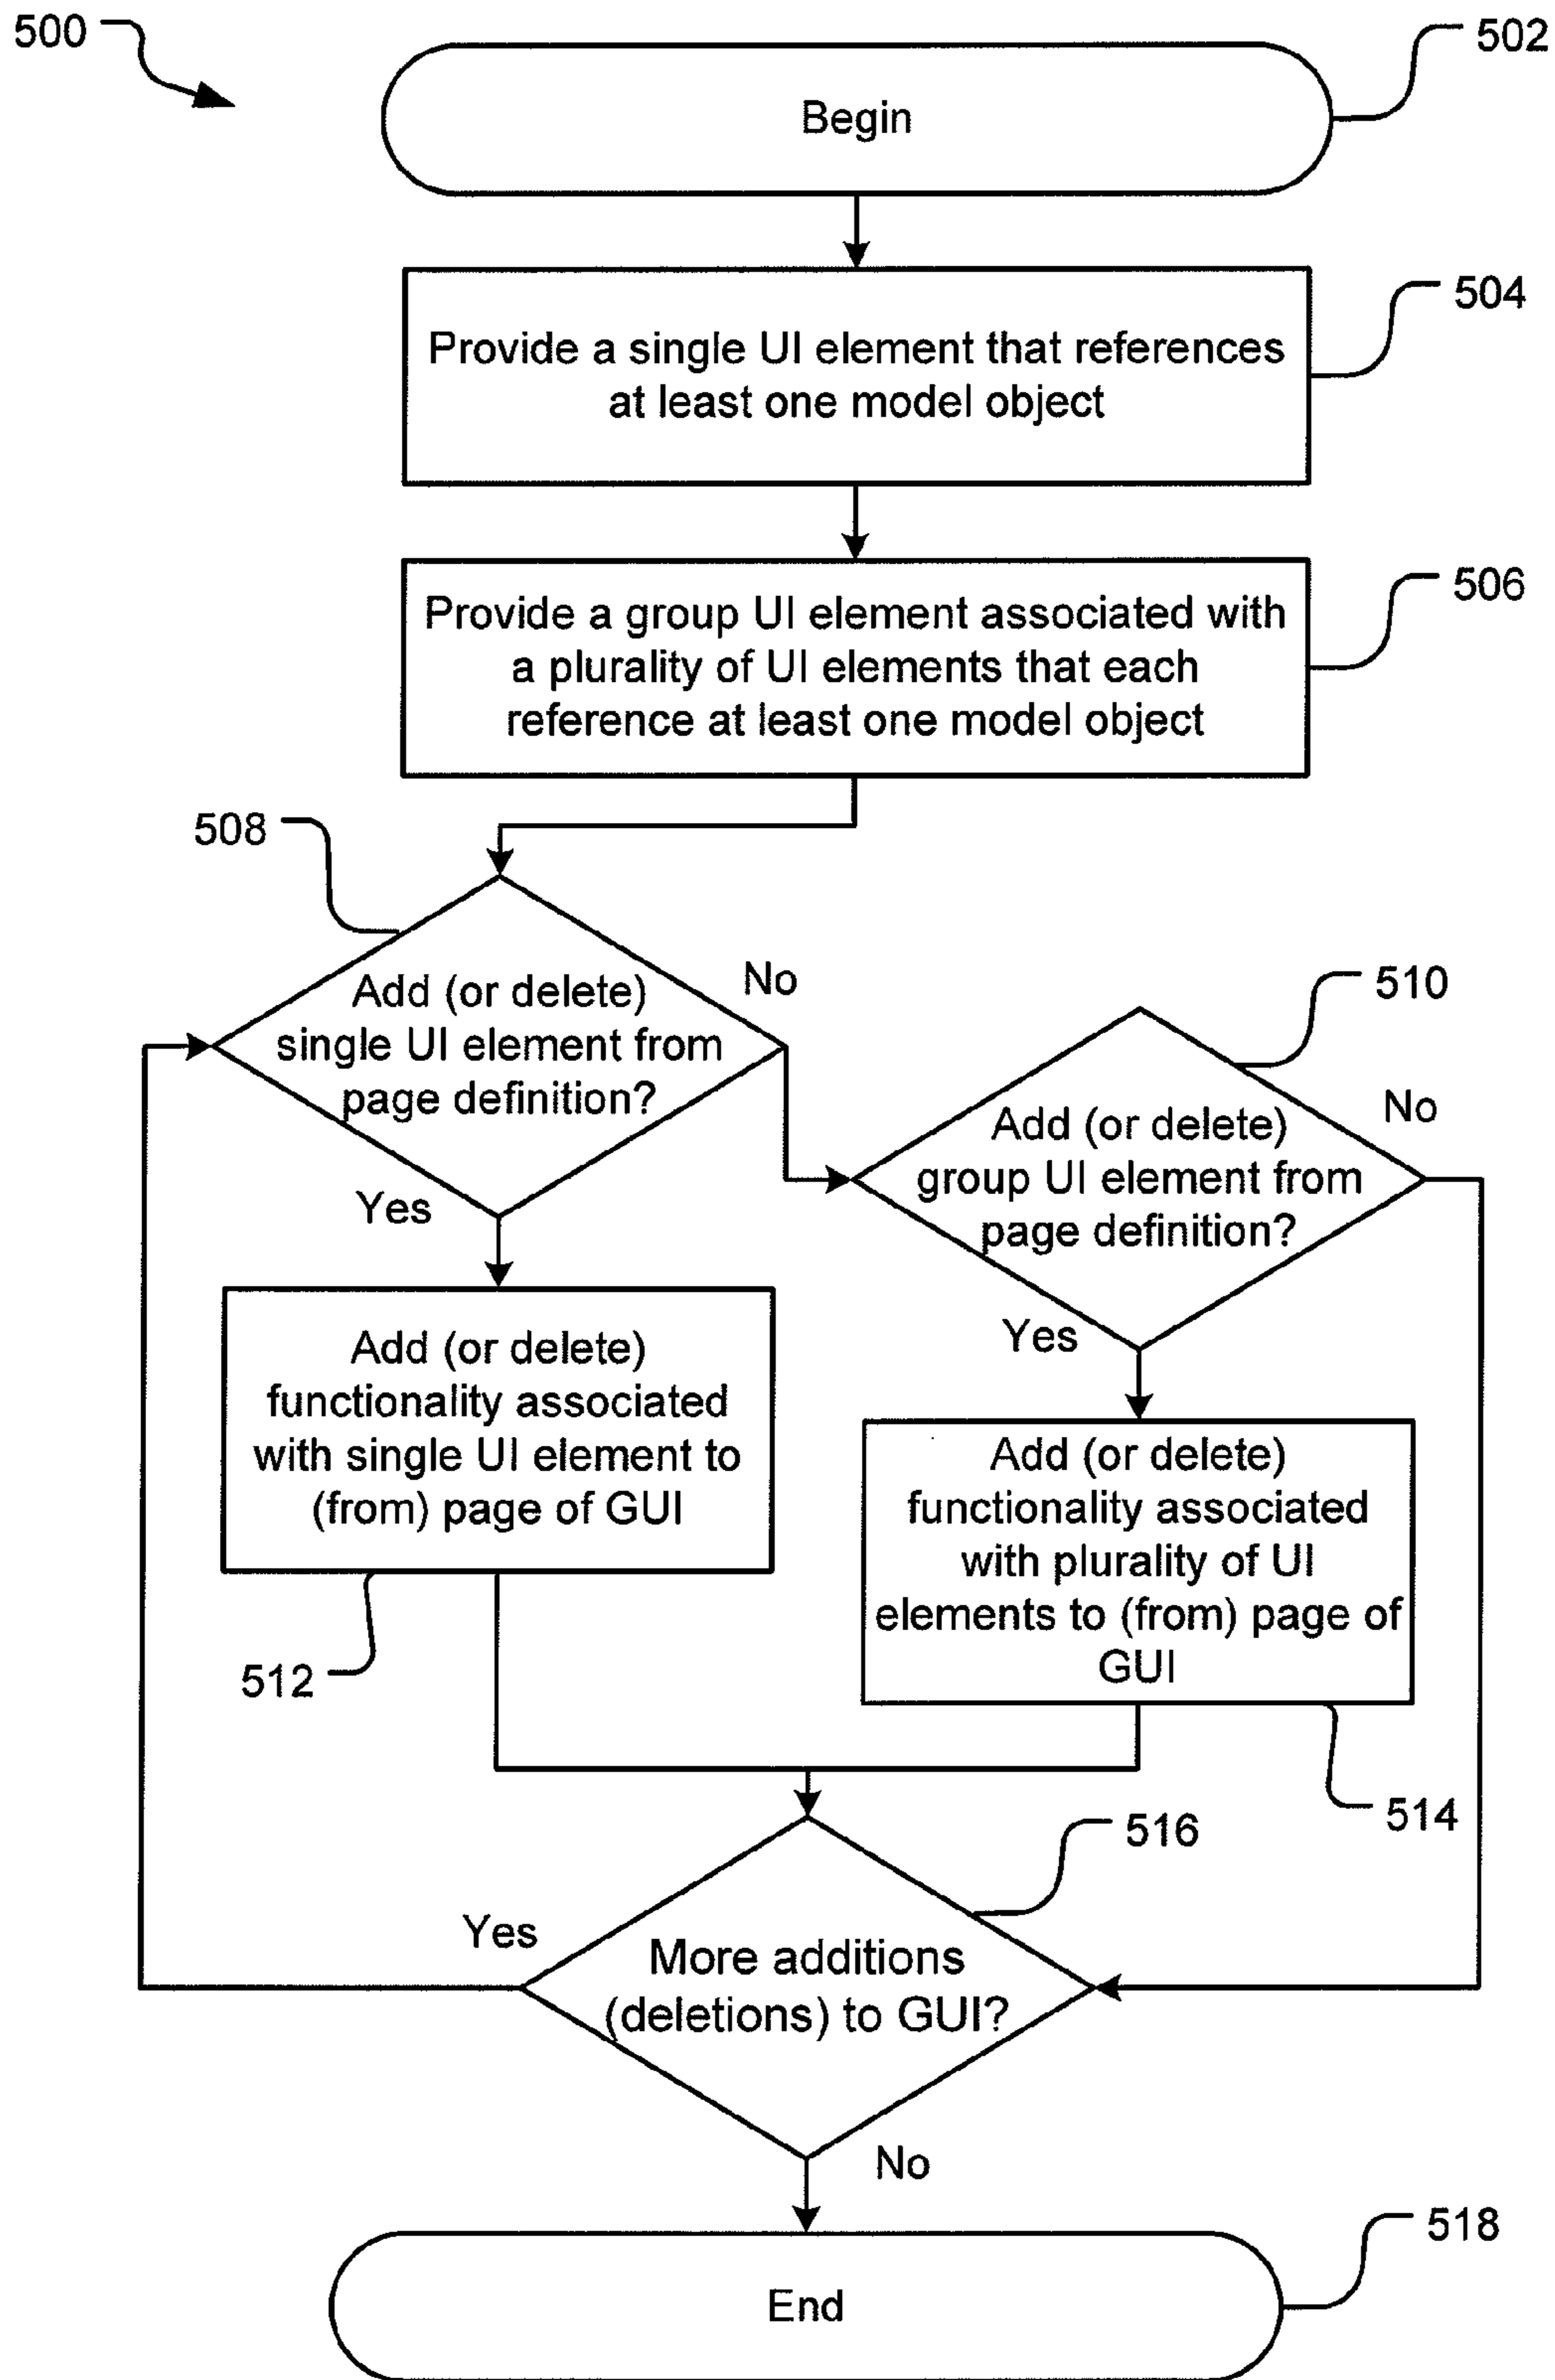 500
502
Begin
504
Provide a single UI element that references
at least one model object
506
Provide a group UI element associated with
a plurality of UI elements that each
reference at least one model object
508
Add (or delete)
single UI element from
page definition?
No
510
Add (or delete)
group UI element from
page definition?
No
Yes
Yes
Add (or delete)
functionality associated
with single UI element to
(from) page of GUI
512
Add (or delete)
functionality associated
with plurality of UI
elements to (from) page of
GUI
514
516
Yes
More additions
(deletions) to GUI?
No
518
End